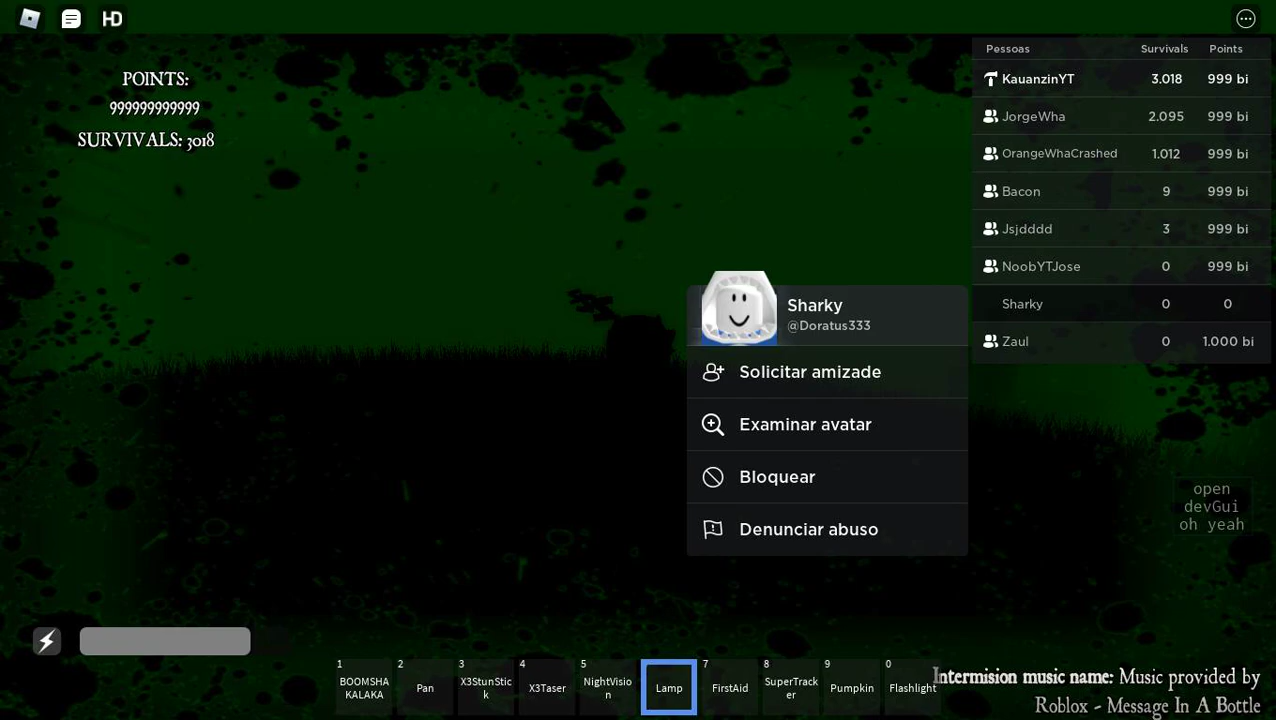 HD
POINTS:
999999999999
SURVIVALS: 3018
Pessoas Survivals Points
KauanzinYT 3.018 999 bi
JorgeWha 2.095 999 bi
OrangeWhaCrashed 1.012 999 bi
Bacon 9 999 bi
Jsjdddd 3 999 bi
NoobYTJose 0 999 bi
Sharky 0 0
Zaul 0 1.000 bi
Sharky
@Doratus333
Solicitar amizade
Examinar avatar
Bloquear
Denunciar abuso
open
devGui
oh yeah
1 2 3 4 5 7 8 9 0
BOOMSHA
KALAKA
Pan
X3StunStic
k
X3Taser
NightVisio
n
Lamp
FirstAid
SuperTrack
er
Pumpkin
Flashlight
Intermision music name: Music provided by
Roblox - Message In A Bottle